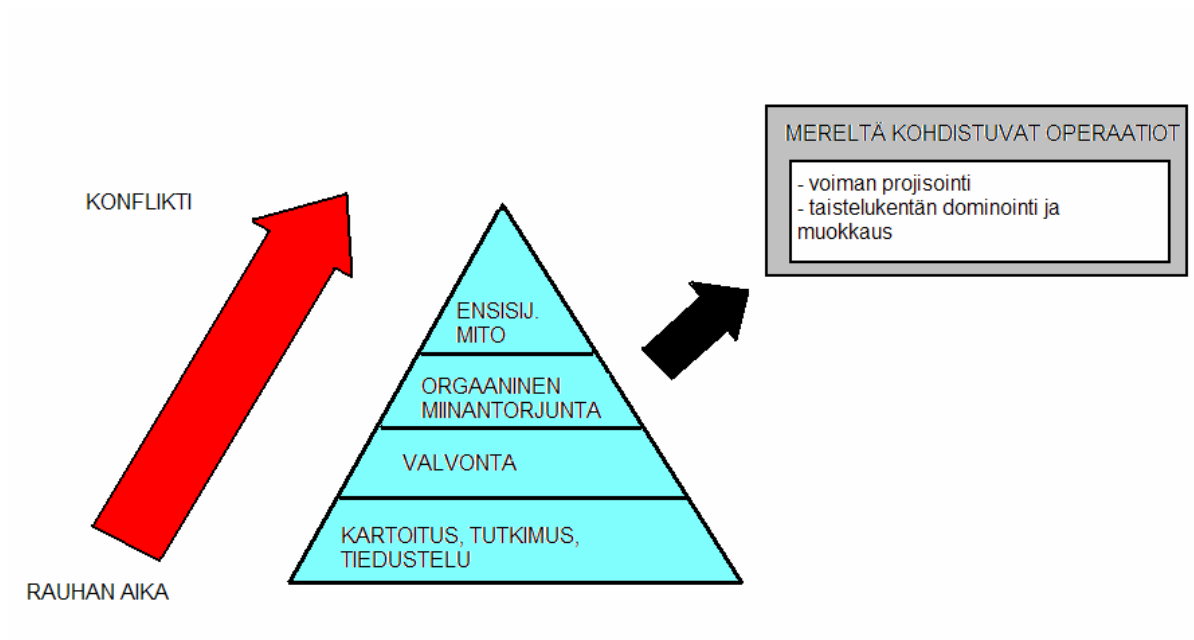 MERELTÄ KOHDISTUVAT OPERAATIOT
- voiman projisointi
- taistelukentän dominointi ja
muokkaus
KONFLIKTI
ENSISIJ.
MITO
ORGAANINEN
MIINANTORJUNTA
VALVONTA
KARTOITUS, TUTKIMUS,
TIEDUSTELU
RAUHAN AIKA